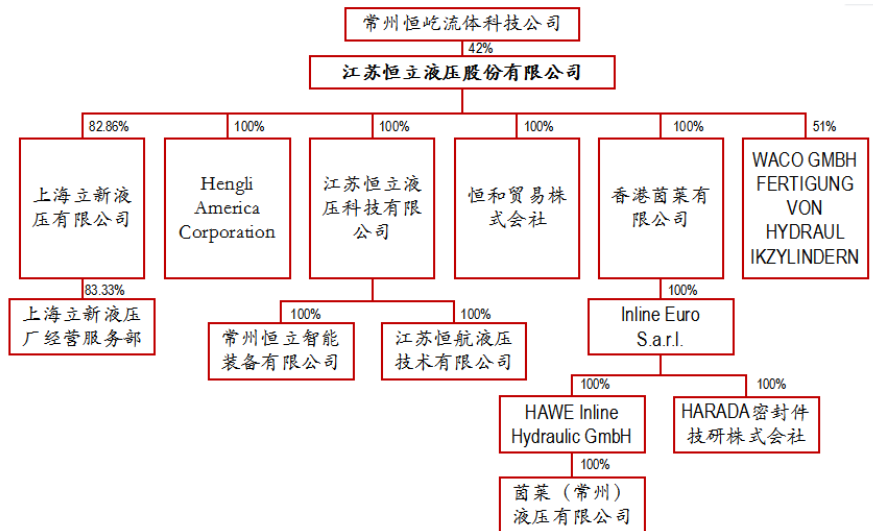 常州恒屹流体科技公司
42%
江苏恒立液压股份有限公司
82.86%
100%
100%
100%
100%
51%
上海立新液
压有限公司
Hengli
America
Corporation
江苏恒立液
压科技有限
公司
恒和贸易株
式会社
香港茵莱有
限公司
WACO GMBH
FERTIGUNG
VON
HYDRAUL
IKZYLINDERN
83.33%
100%
上海立新液压
厂经营服务部
100%
100%
常州恒立智能
装备有限公司
江苏恒航液压
技术有限公司
Inline Euro
S.a.r.l.
100%
100%
HAWE Inline
Hydraulic GmbH
HARADA密封件
技研株式会社
100%
茵莱（常州）
液压有限公司